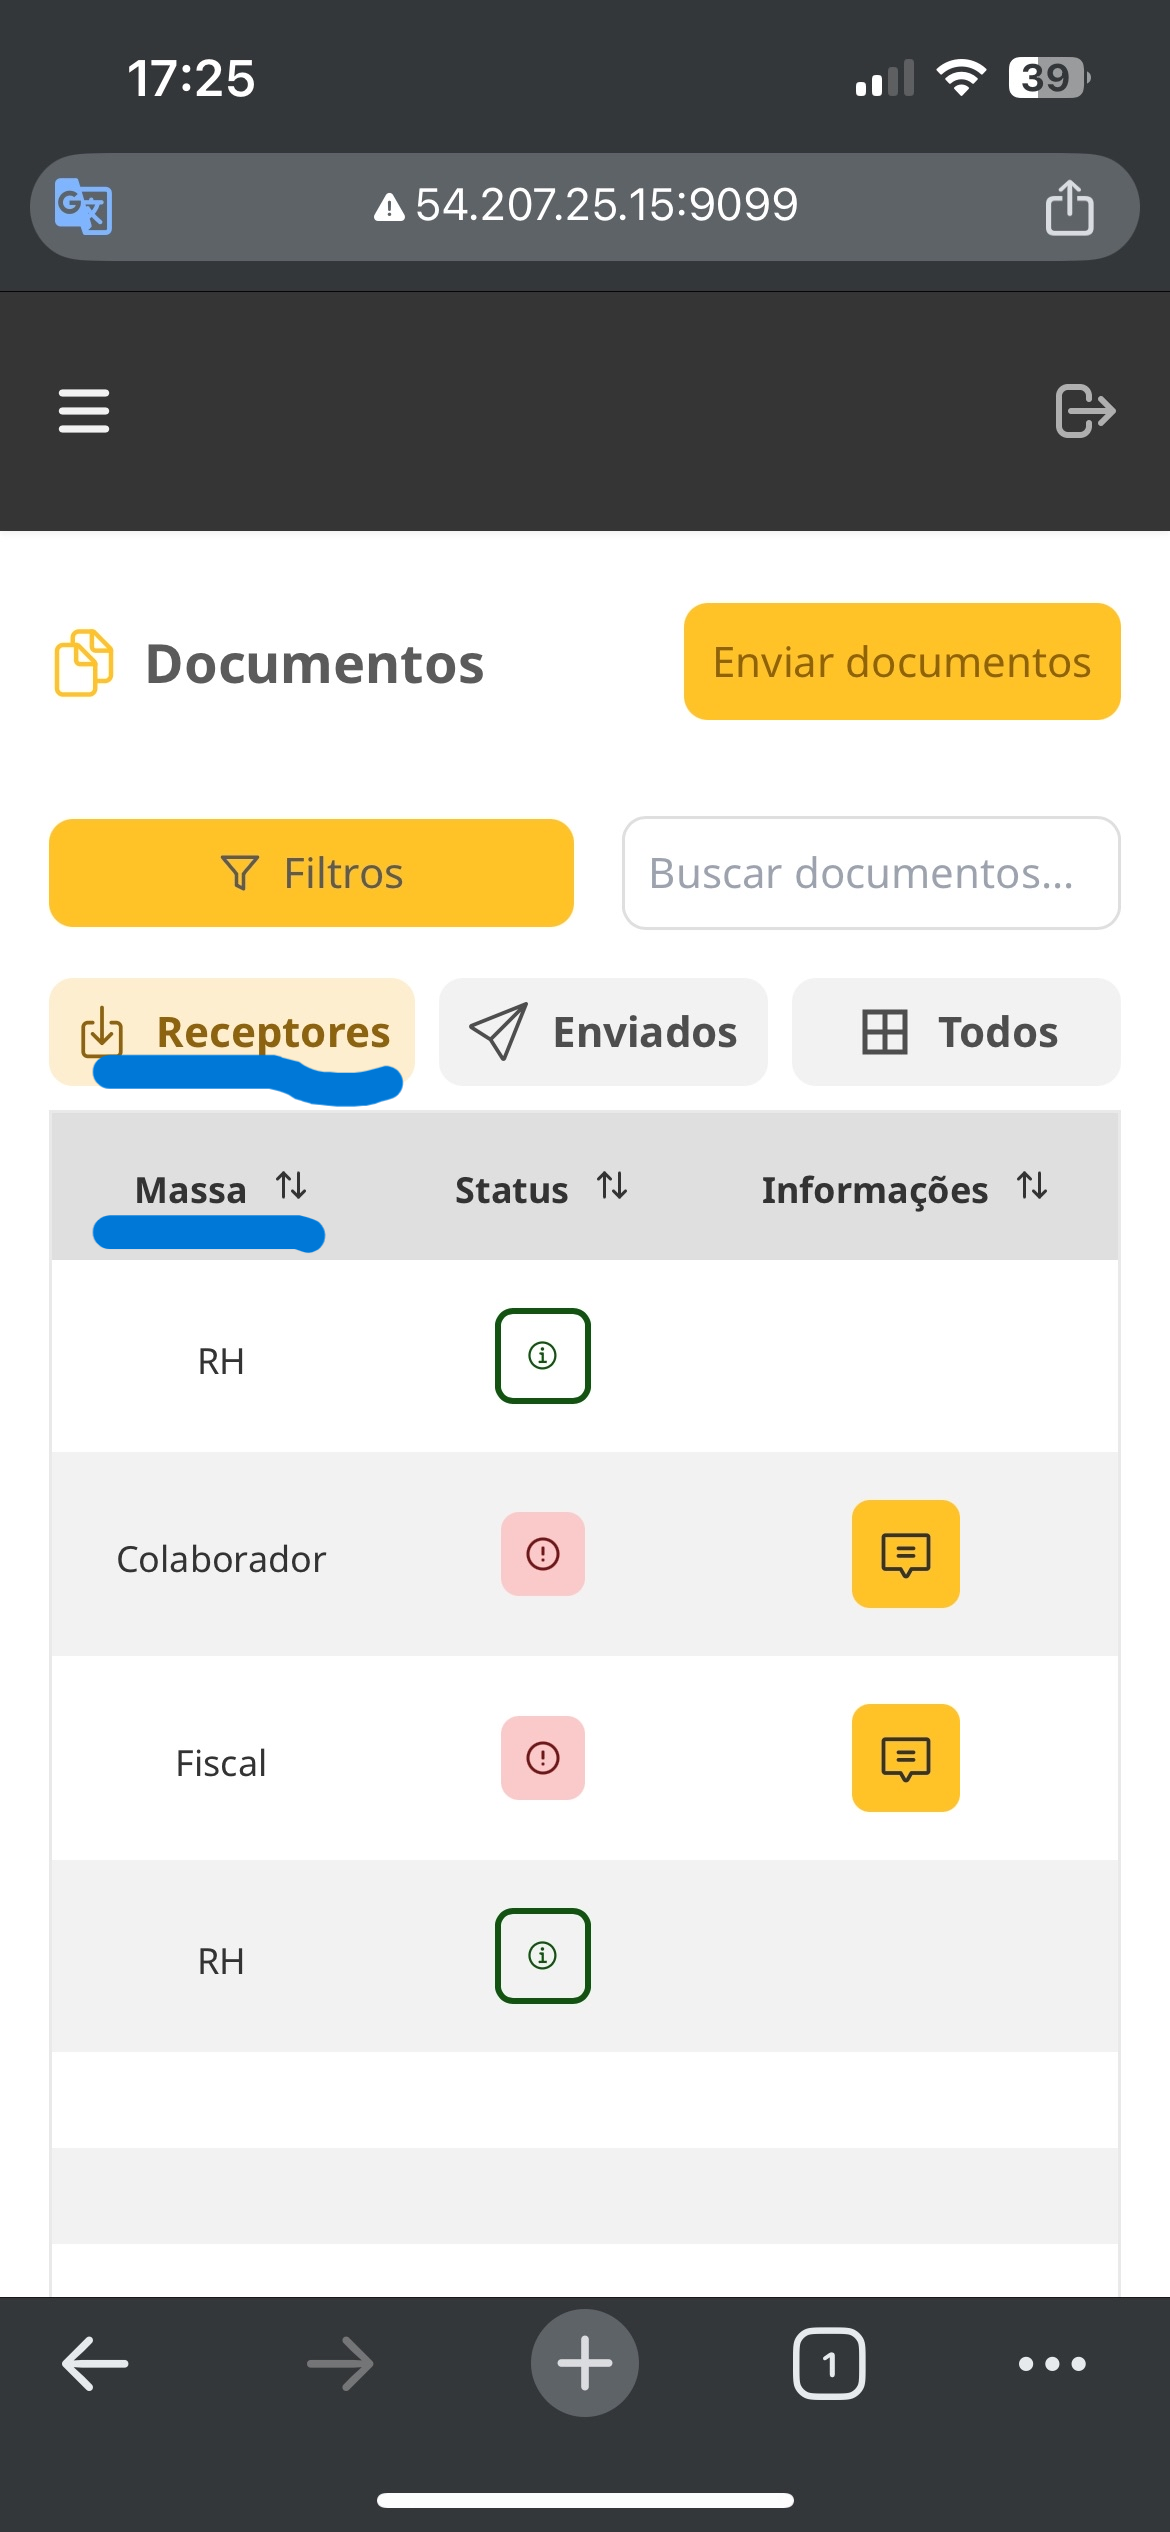 17:25
39
54.207.25.15:9099
Documentos
Enviar documentos
Filtros
Buscar documentos...
Receptores
Enviados
Todos
Massa
Status
Informações
RH
Colaborador
Fiscal
RH
1